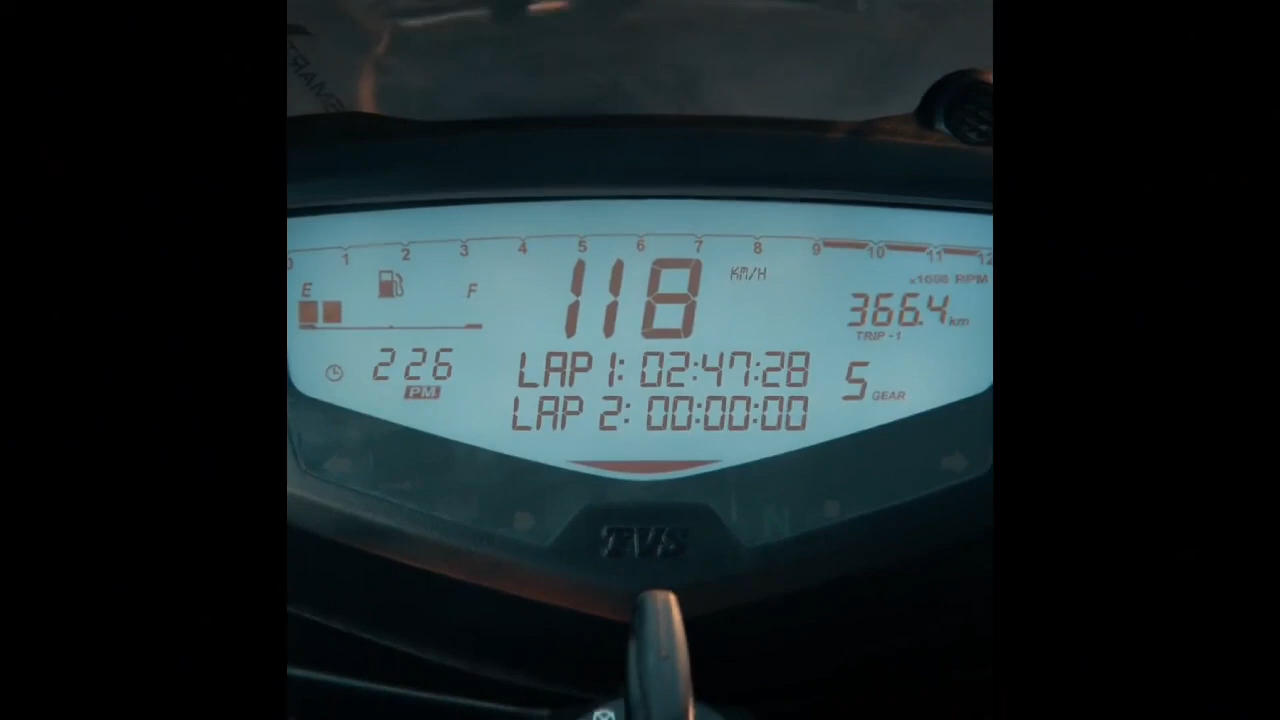 0 1 2 3 4 5 6 7 8 9 10 11 12
x1000 RPM
E F
118 KM/H
366.4 km
TRIP -1
2 26
PM
LAP 1: 02:47:28
LAP 2: 00:00:00
5 GEAR
TVS